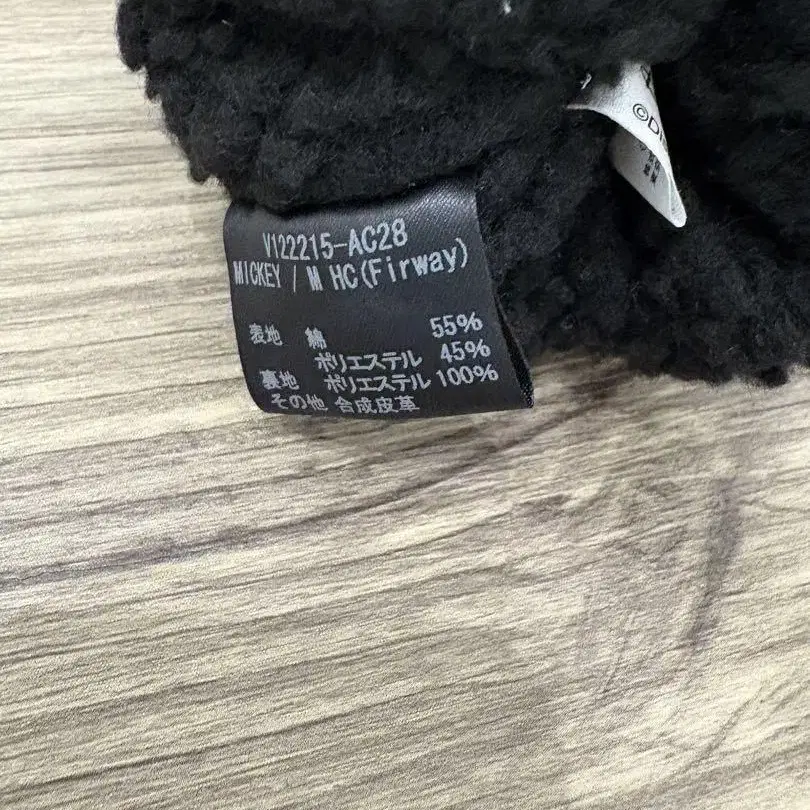 V122215-AC28
MICKEY / M HC(Firway)
表地 綿 55%
ポリエステル 45%
裏地 ポリエステル 100%
その他 合成皮革